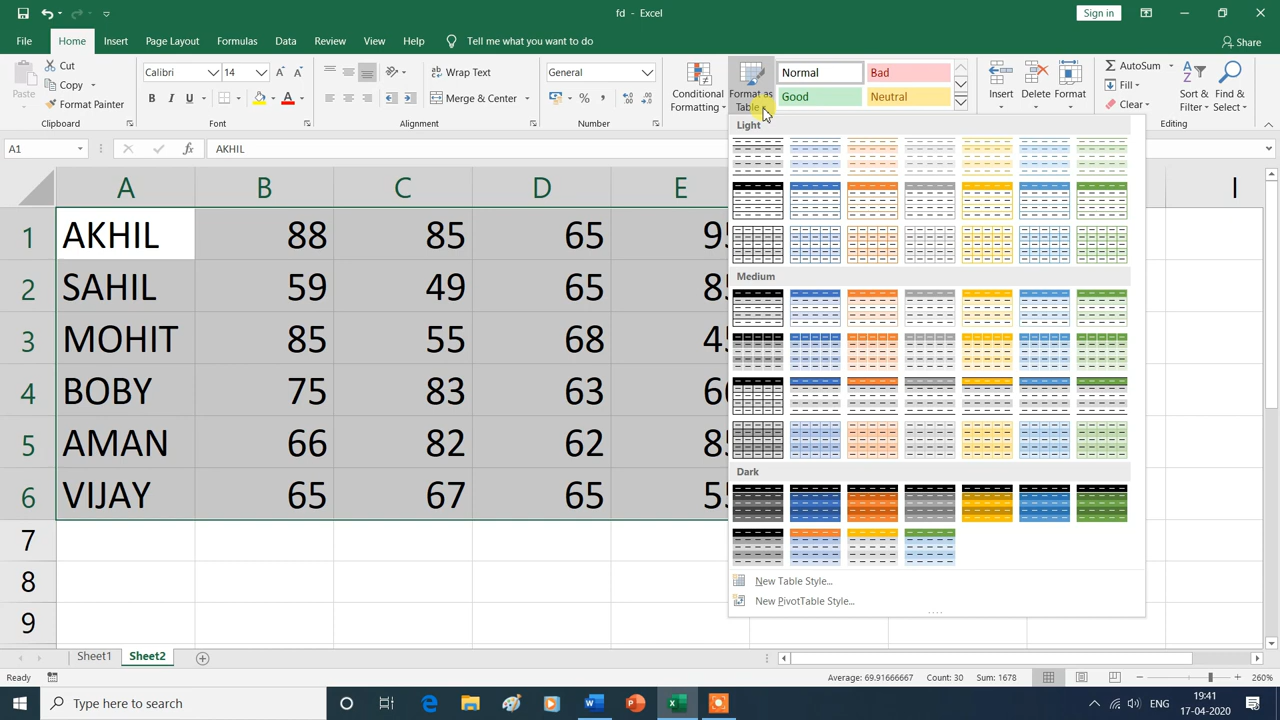 fd - Excel
Sign in
File Home Insert Page Layout Formulas Data Review View Help Tell me what you want to do Share
Paste
Cut
Copy
Format Painter
Clipboard
Calibri 14
B I U
Font
Wrap Text
Merge & Center
Alignment
General
%
Number
Conditional
Formatting
Format as
Table
Normal Bad
Good Neutral
Insert Delete Format
AutoSum
Fill
Clear
Sort &
Filter
Find &
Select
Editing
A1 fx AKHIL
A B C D E I
1 AKHIL 88 85 65
2 SAHIL 59 49 65
3 MOHIT 85 55 68
4 BOBY 75 83 63
5 AMAN 66 82 62
6 VIJAY 65 67 65
7
8
9
Light
Medium
Dark
New Table Style...
New PivotTable Style...
Sheet1 Sheet2
Ready
Average: 69.91666667 Count: 30 Sum: 1678
260%
Type here to search
ENG
19:41
17-04-2020